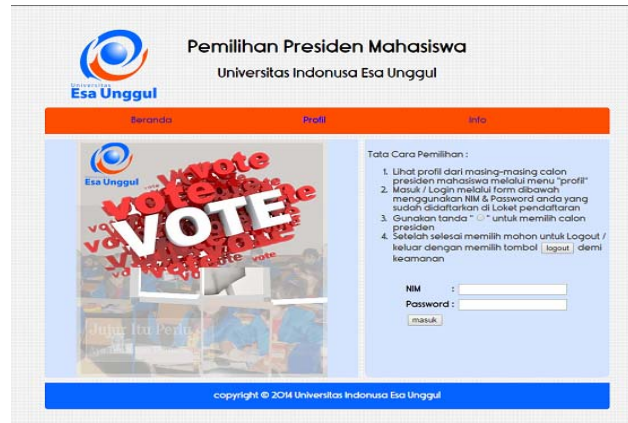 Pemilihan Presiden Mahasiswa
Universitas Indonusa Esa Unggul
Universitas
Esa Unggul
Beranda Profil Info
Esa Unggul
vote
vote
vote
VOTE
vote
Jujur Itu Perlu
Tata Cara Pemilihan :
1. Lihat profil dari masing-masing calon
presiden mahasiswa melalui menu "profil"
2. Masuk / Login melalui form dibawah
menggunakan NIM & Password anda yang
sudah didaftarkan di Loket pendaftaran
3. Gunakan tanda " " untuk memilih calon
presiden
4. Setelah selesai memilih mohon untuk Logout /
keluar dengan memilih tombol logout demi
keamanan
NIM :
Password :
masuk
copyright © 2014 Universitas Indonusa Esa Unggul